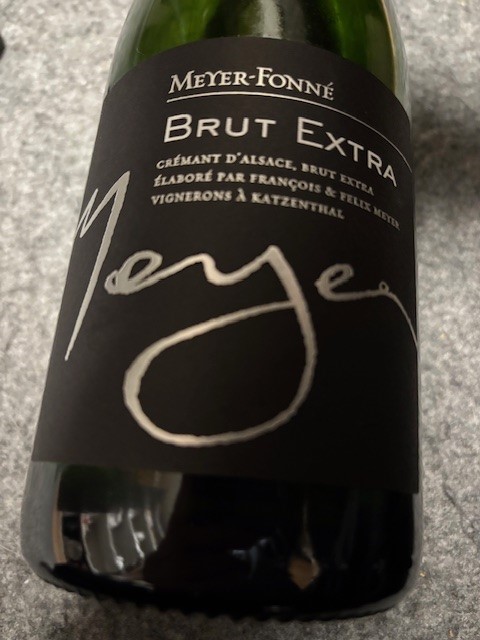 MEYER-FONNÉ
BRUT EXTRA
CRÉMANT D'ALSACE, BRUT EXTRA
ÉLABORÉ PAR FRANÇOIS & FELIX MEYER
VIGNERONS À KATZENTHAL
Meyer